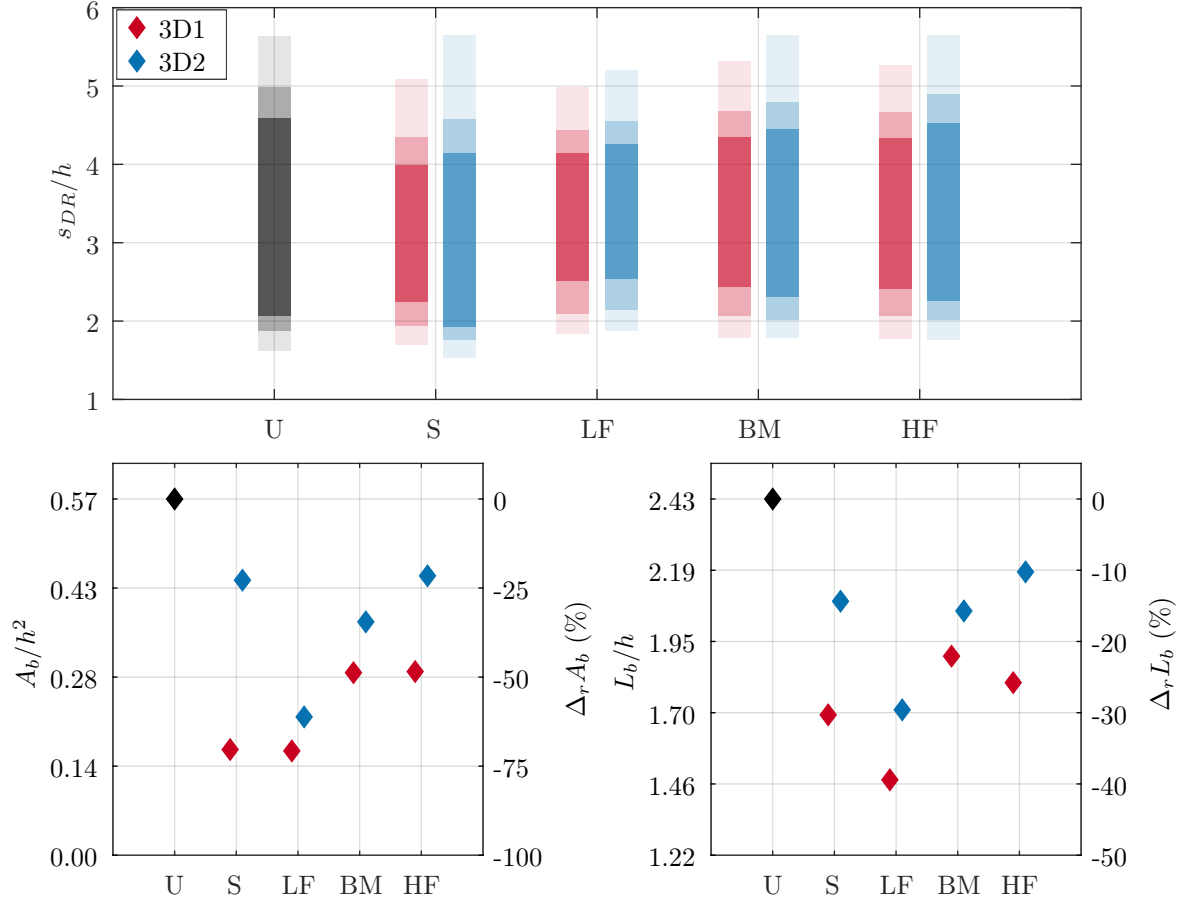 6
5
4
3
2
1
s_{DR}/h
3D1
3D2
U S LF BM HF
0.57
0.43
0.28
0.14
0.00
A_b/h^2
0
-25
-50
-75
-100
Δ_r A_b (%)
U S LF BM HF
2.43
2.19
1.95
1.70
1.46
1.22
L_b/h
0
-10
-20
-30
-40
-50
Δ_r L_b (%)
U S LF BM HF